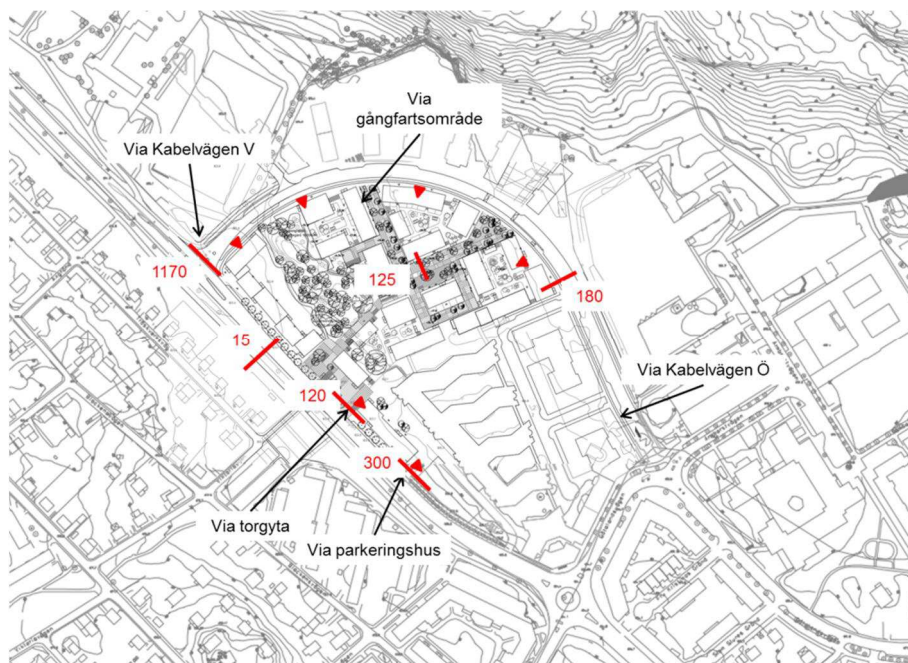 Via
gångfartsområde
Via Kabelvägen V
1170
125
180
15
Via Kabelvägen Ö
120
300
Via torgyta
Via parkeringshus